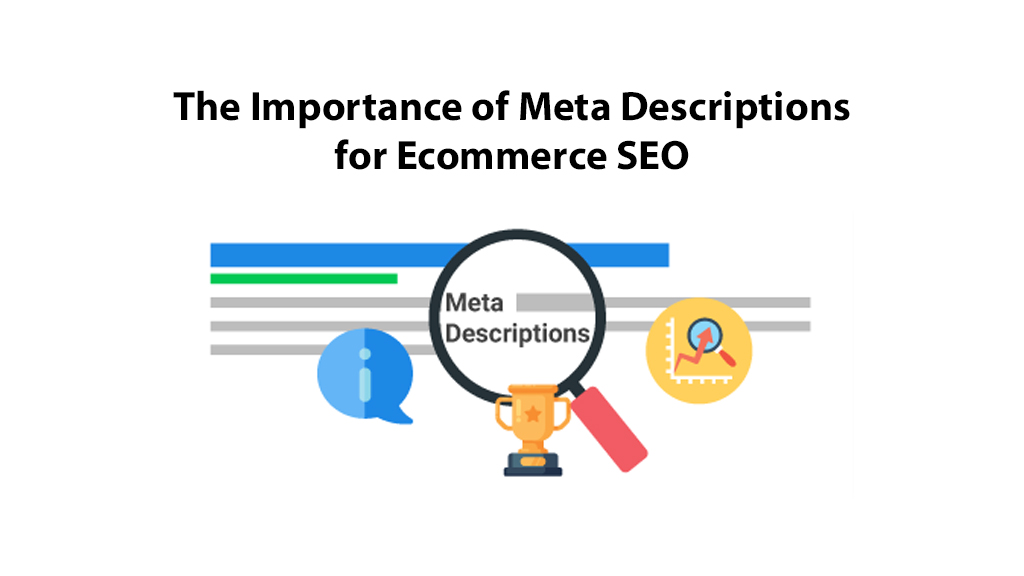 The Importance of Meta Descriptions
for Ecommerce SEO
Meta
Descriptions